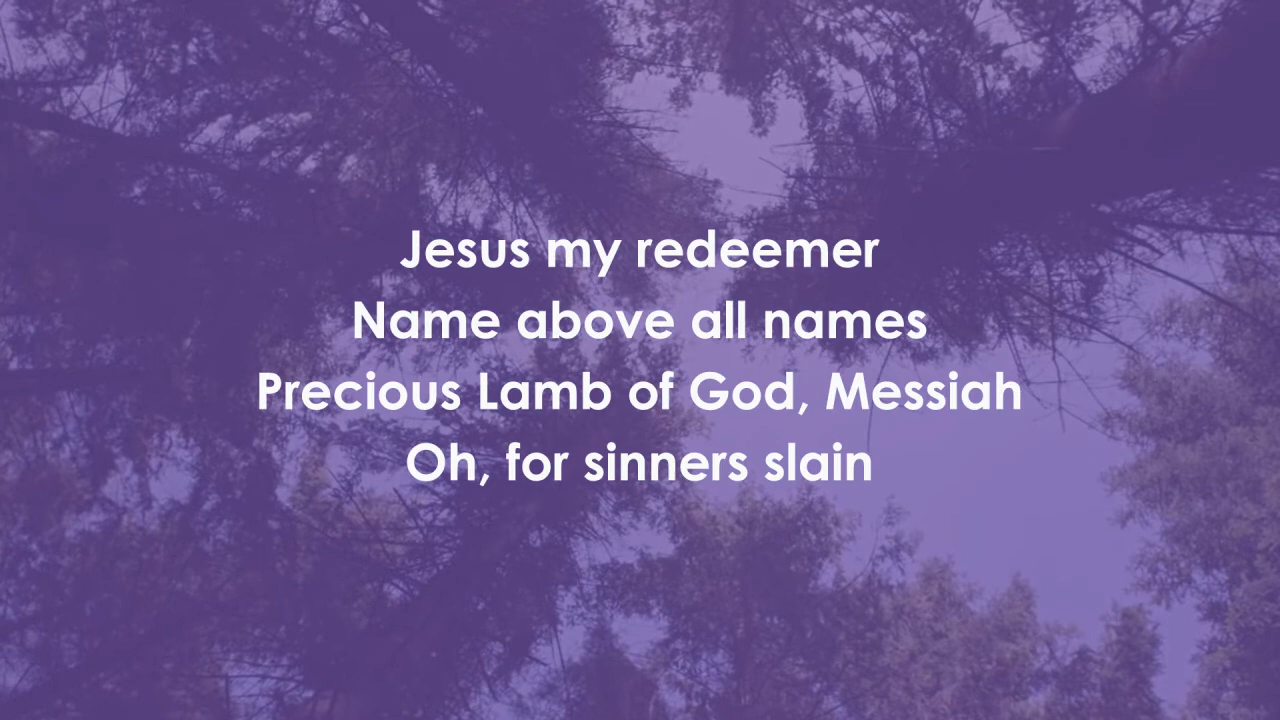 Jesus my redeemer
Name above all names
Precious Lamb of God, Messiah
Oh, for sinners slain